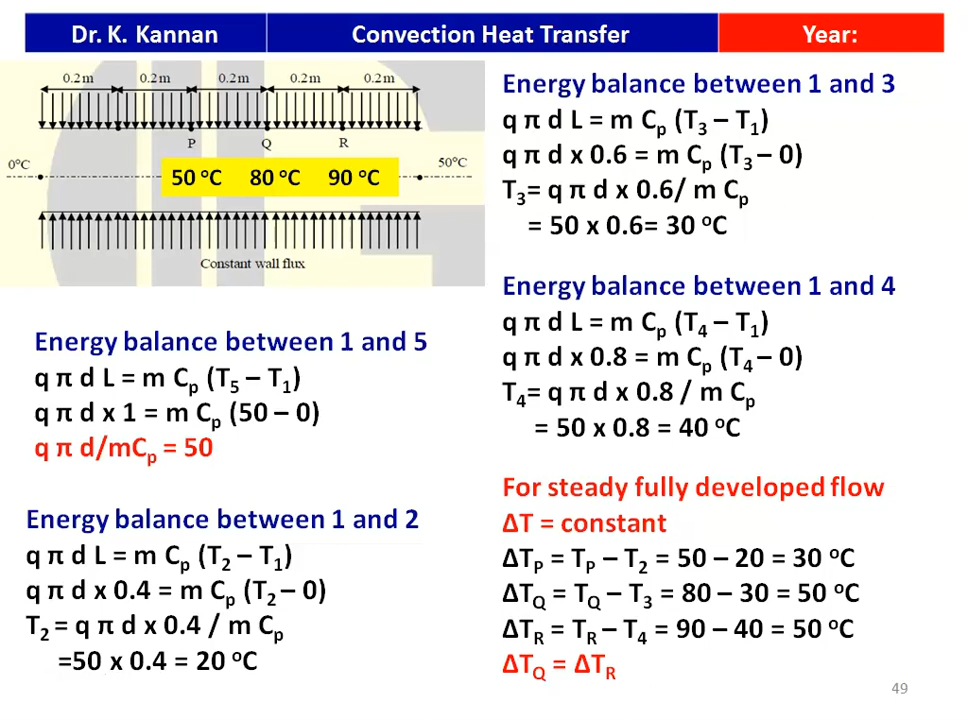 Dr. K. Kannan
Convection Heat Transfer
Year:
0.2m 0.2m 0.2m 0.2m 0.2m
P Q R
0°C
50°C
50 °C 80 °C 90 °C
Constant wall flux
Energy balance between 1 and 5
q π d L = m Cp (T5 – T1)
q π d x 1 = m Cp (50 – 0)
q π d/mCp = 50
Energy balance between 1 and 2
q π d L = m Cp (T2 – T1)
q π d x 0.4 = m Cp (T2 – 0)
T2 = q π d x 0.4 / m Cp
=50 x 0.4 = 20 °C
Energy balance between 1 and 3
q π d L = m Cp (T3 – T1)
q π d x 0.6 = m Cp (T3 – 0)
T3= q π d x 0.6/ m Cp
= 50 x 0.6= 30 °C
Energy balance between 1 and 4
q π d L = m Cp (T4 – T1)
q π d x 0.8 = m Cp (T4 – 0)
T4= q π d x 0.8 / m Cp
= 50 x 0.8 = 40 °C
For steady fully developed flow
ΔT = constant
ΔTP = TP – T2 = 50 – 20 = 30 °C
ΔTQ = TQ – T3 = 80 – 30 = 50 °C
ΔTR = TR – T4 = 90 – 40 = 50 °C
ΔTQ = ΔTR
49